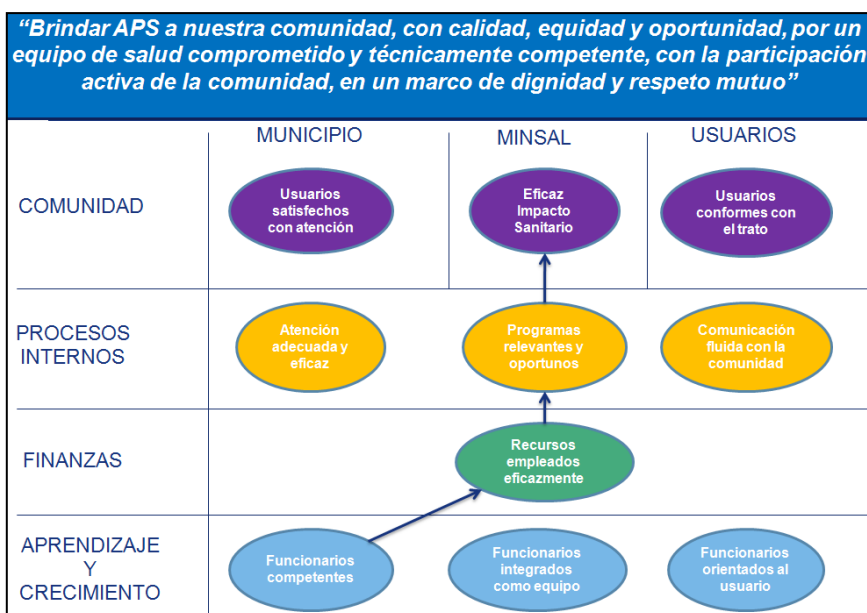 “Brindar APS a nuestra comunidad, con calidad, equidad y oportunidad, por un
equipo de salud comprometido y técnicamente competente, con la participación
activa de la comunidad, en un marco de dignidad y respeto mutuo”
MUNICIPIO
MINSAL
USUARIOS
COMUNIDAD
Usuarios
satisfechos
con atención
Eficaz
Impacto
Sanitario
Usuarios
conformes con
el trato
PROCESOS
INTERNOS
Atención
adecuada y
eficaz
Programas
relevantes y
oportunos
Comunicación
fluida con la
comunidad
FINANZAS
Recursos
empleados
eficazmente
APRENDIZAJE
Y
CRECIMIENTO
Funcionarios
competentes
Funcionarios
integrados
como equipo
Funcionarios
orientados al
usuario